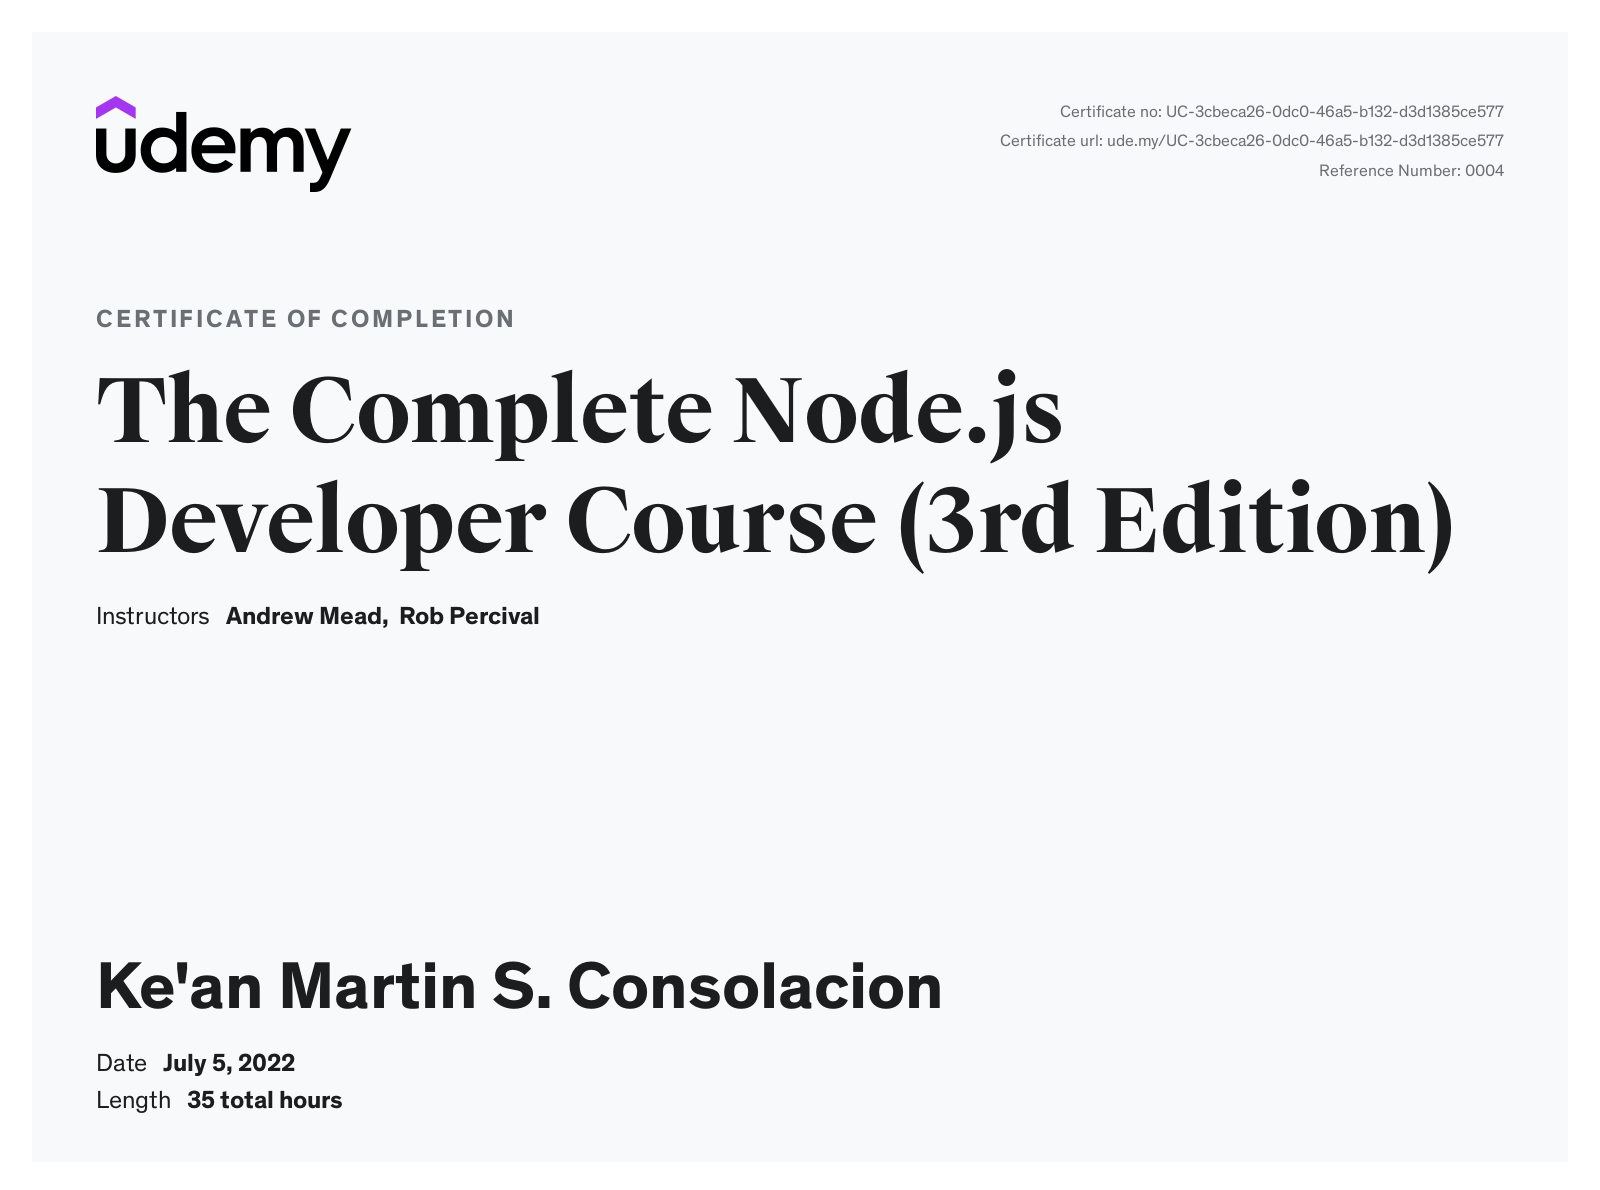 udemy
Certificate no: UC-3cbeca26-0dc0-46a5-b132-d3d1385ce577
Certificate url: ude.my/UC-3cbeca26-0dc0-46a5-b132-d3d1385ce577
Reference Number: 0004
CERTIFICATE OF COMPLETION
The Complete Node.js
Developer Course (3rd Edition)
Instructors Andrew Mead, Rob Percival
Ke'an Martin S. Consolacion
Date July 5, 2022
Length 35 total hours